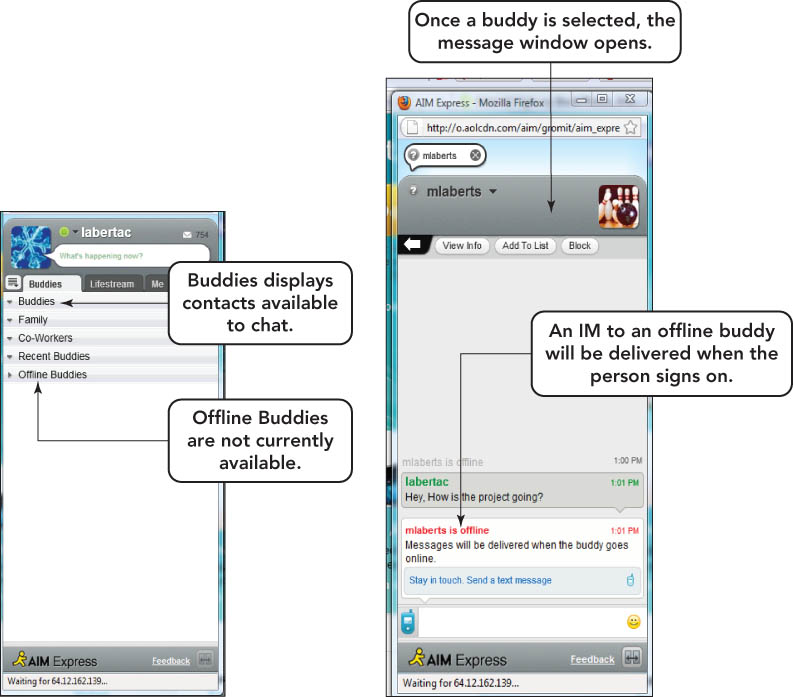 Once a buddy is selected, the
message window opens.
AIM Express - Mozilla Firefox
http://o.aolcdn.com/aim/gromit/aim_expre
mlaberts
mlaberts
View Info
Add To List
Block
labertac
754
What's happening now?
Buddies
Lifestream
Me
Buddies
Family
Co-Workers
Recent Buddies
Offline Buddies
Buddies displays
contacts available
to chat.
Offline Buddies
are not currently
available.
An IM to an offline buddy
will be delivered when the
person signs on.
mlaberts is offline 1:00 PM
labertac 1:01 PM
Hey, How is the project going?
mlaberts is offline 1:01 PM
Messages will be delivered when the buddy goes
online.
Stay in touch. Send a text message
AIM Express
Feedback
Waiting for 64.12.162.139...
AIM Express
Feedback
Waiting for 64.12.162.139...